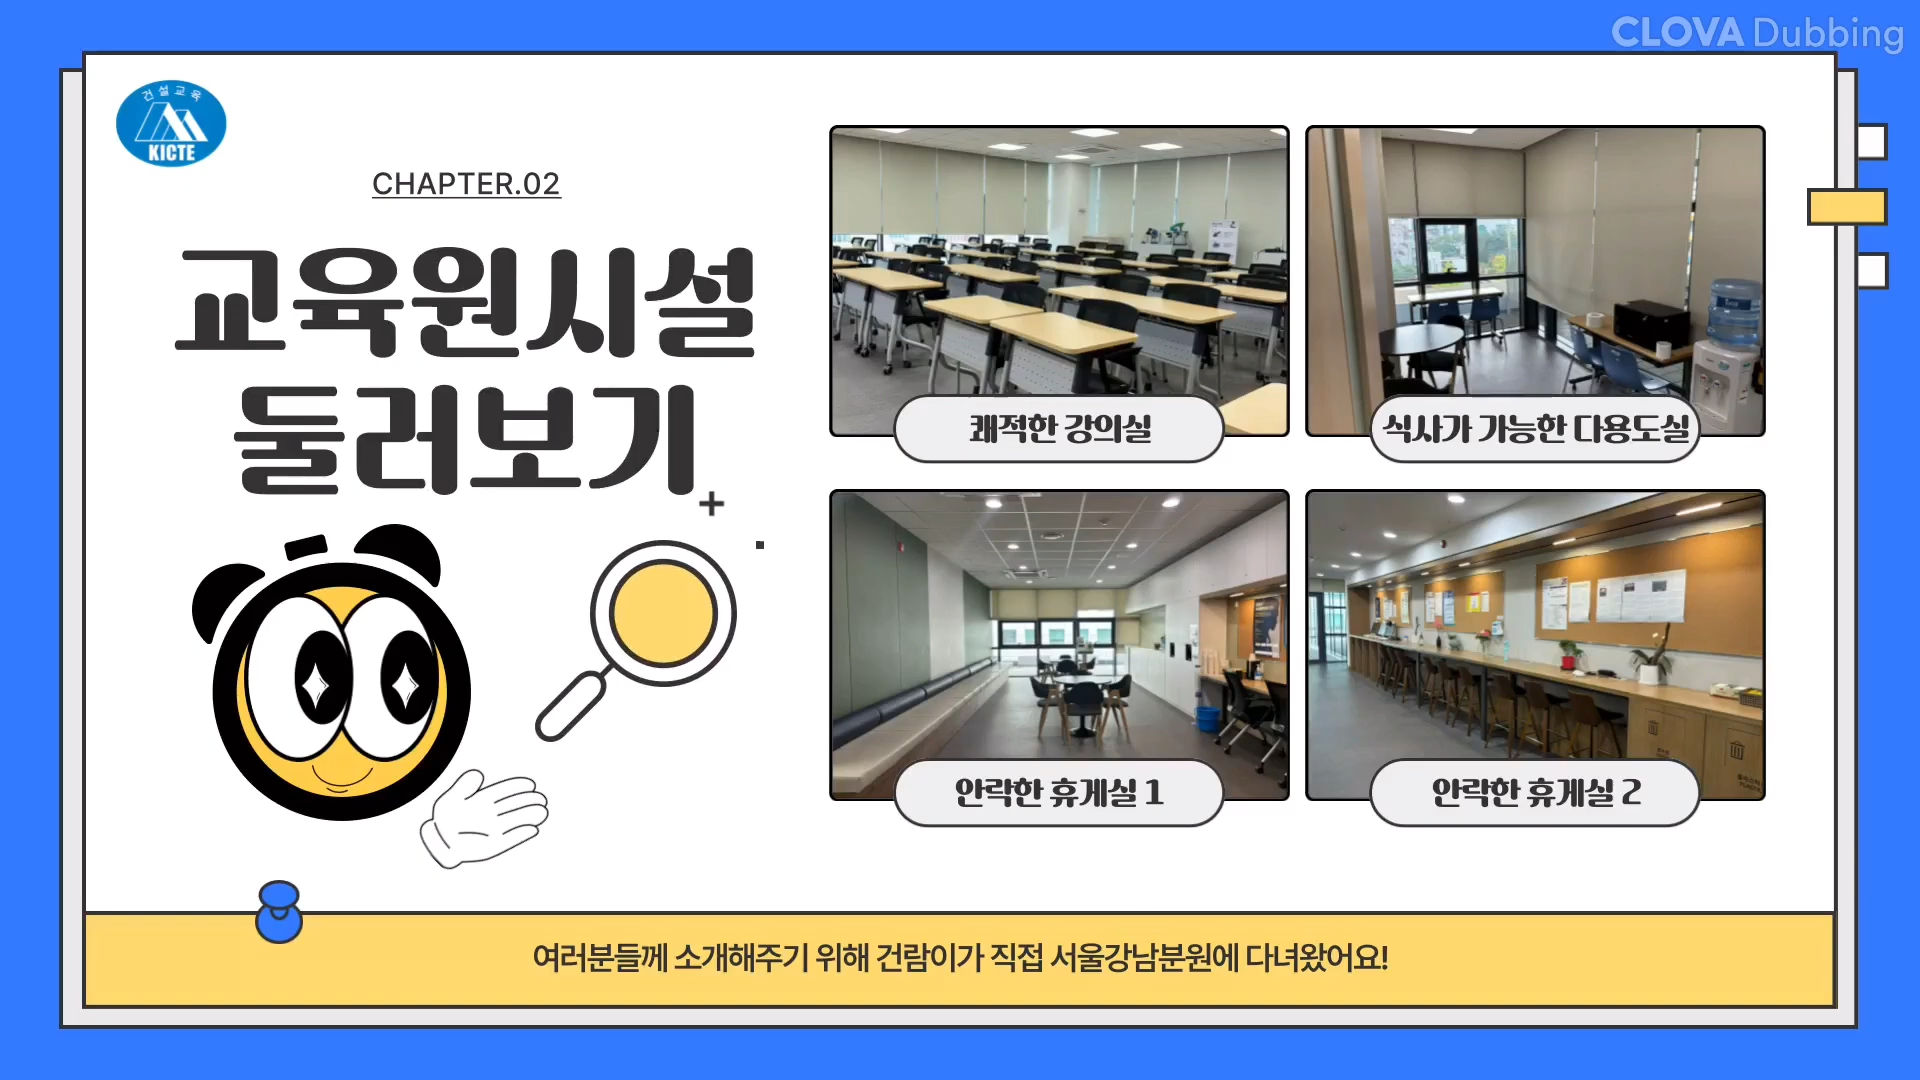 CLOVA Dubbing
건설교육
KICTE
CHAPTER.02
교육원시설
둘러보기
쾌적한 강의실
식사가 가능한 다용도실
안락한 휴게실 1
안락한 휴게실 2
여러분들께 소개해주기 위해 건람이가 직접 서울강남분원에 다녀왔어요!